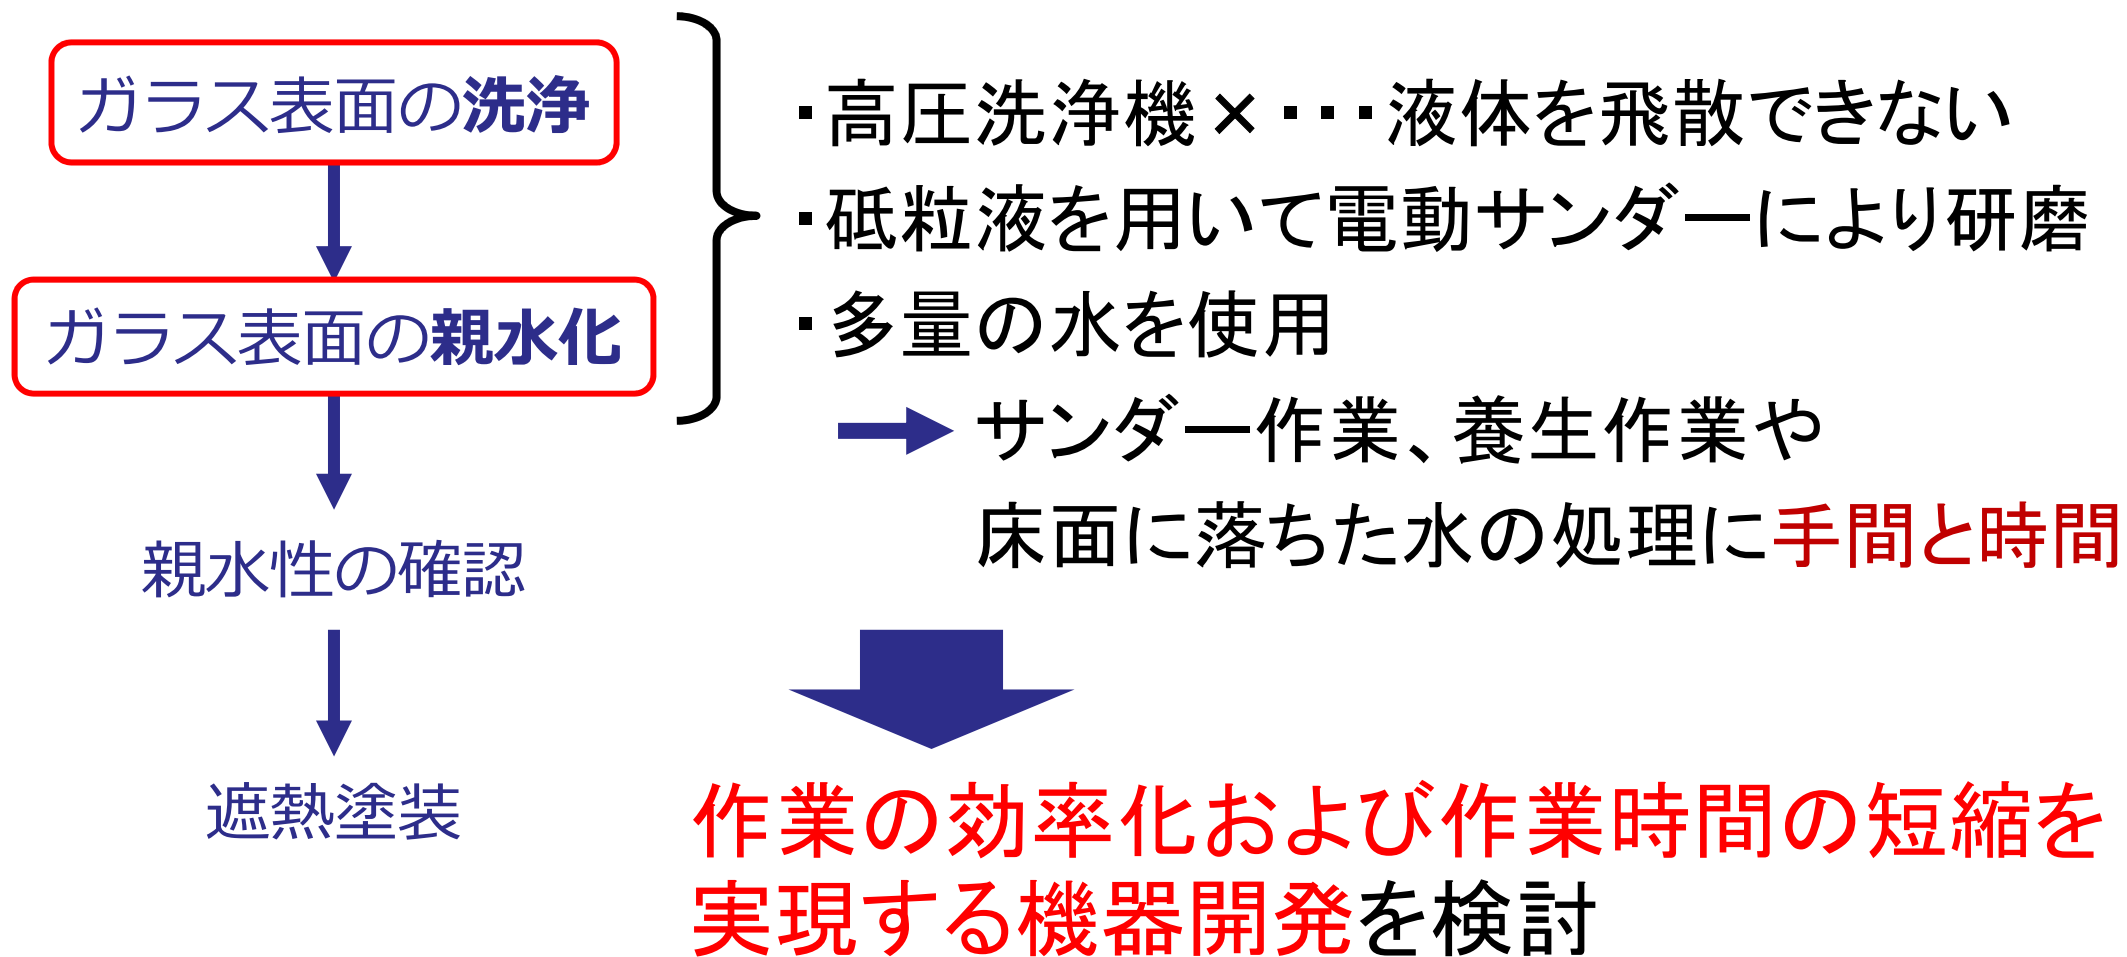 ガラス表面の洗浄
ガラス表面の親水化
親水性の確認
遮熱塗装
・高圧洗浄機×・・・液体を飛散できない
・砥粒液を用いて電動サンダーにより研磨
・多量の水を使用
サンダー作業、養生作業や
床面に落ちた水の処理に手間と時間
作業の効率化および作業時間の短縮を
実現する機器開発を検討